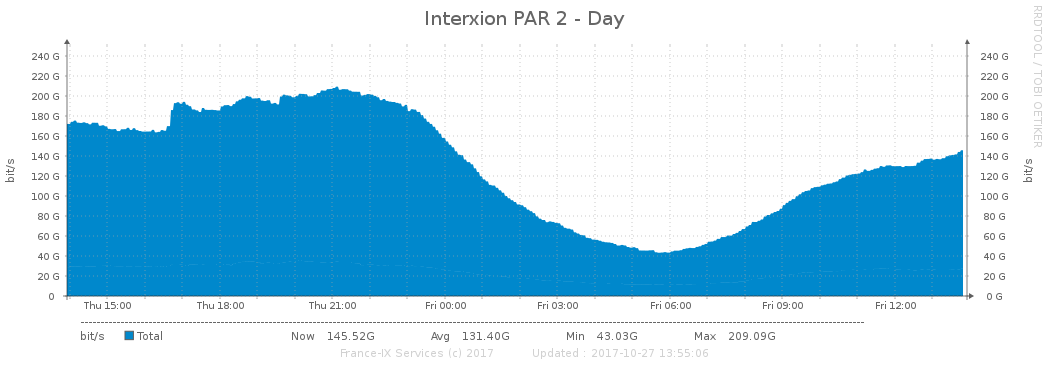 Interxion PAR 2 - Day
RRDTOOL / TOBI OETIKER
240 G 240 G
220 G 220 G
200 G 200 G
180 G 180 G
160 G 160 G
140 G 140 G
120 G 120 G
100 G 100 G
80 G 80 G
60 G 60 G
40 G 40 G
20 G 20 G
0 0 G
bit/s bit/s
Thu 15:00 Thu 18:00 Thu 21:00 Fri 00:00 Fri 03:00 Fri 06:00 Fri 09:00 Fri 12:00
bit/s Total Now 145.52G Avg 131.40G Min 43.03G Max 209.09G
France-IX Services (c) 2017 Updated : 2017-10-27 13:55:06